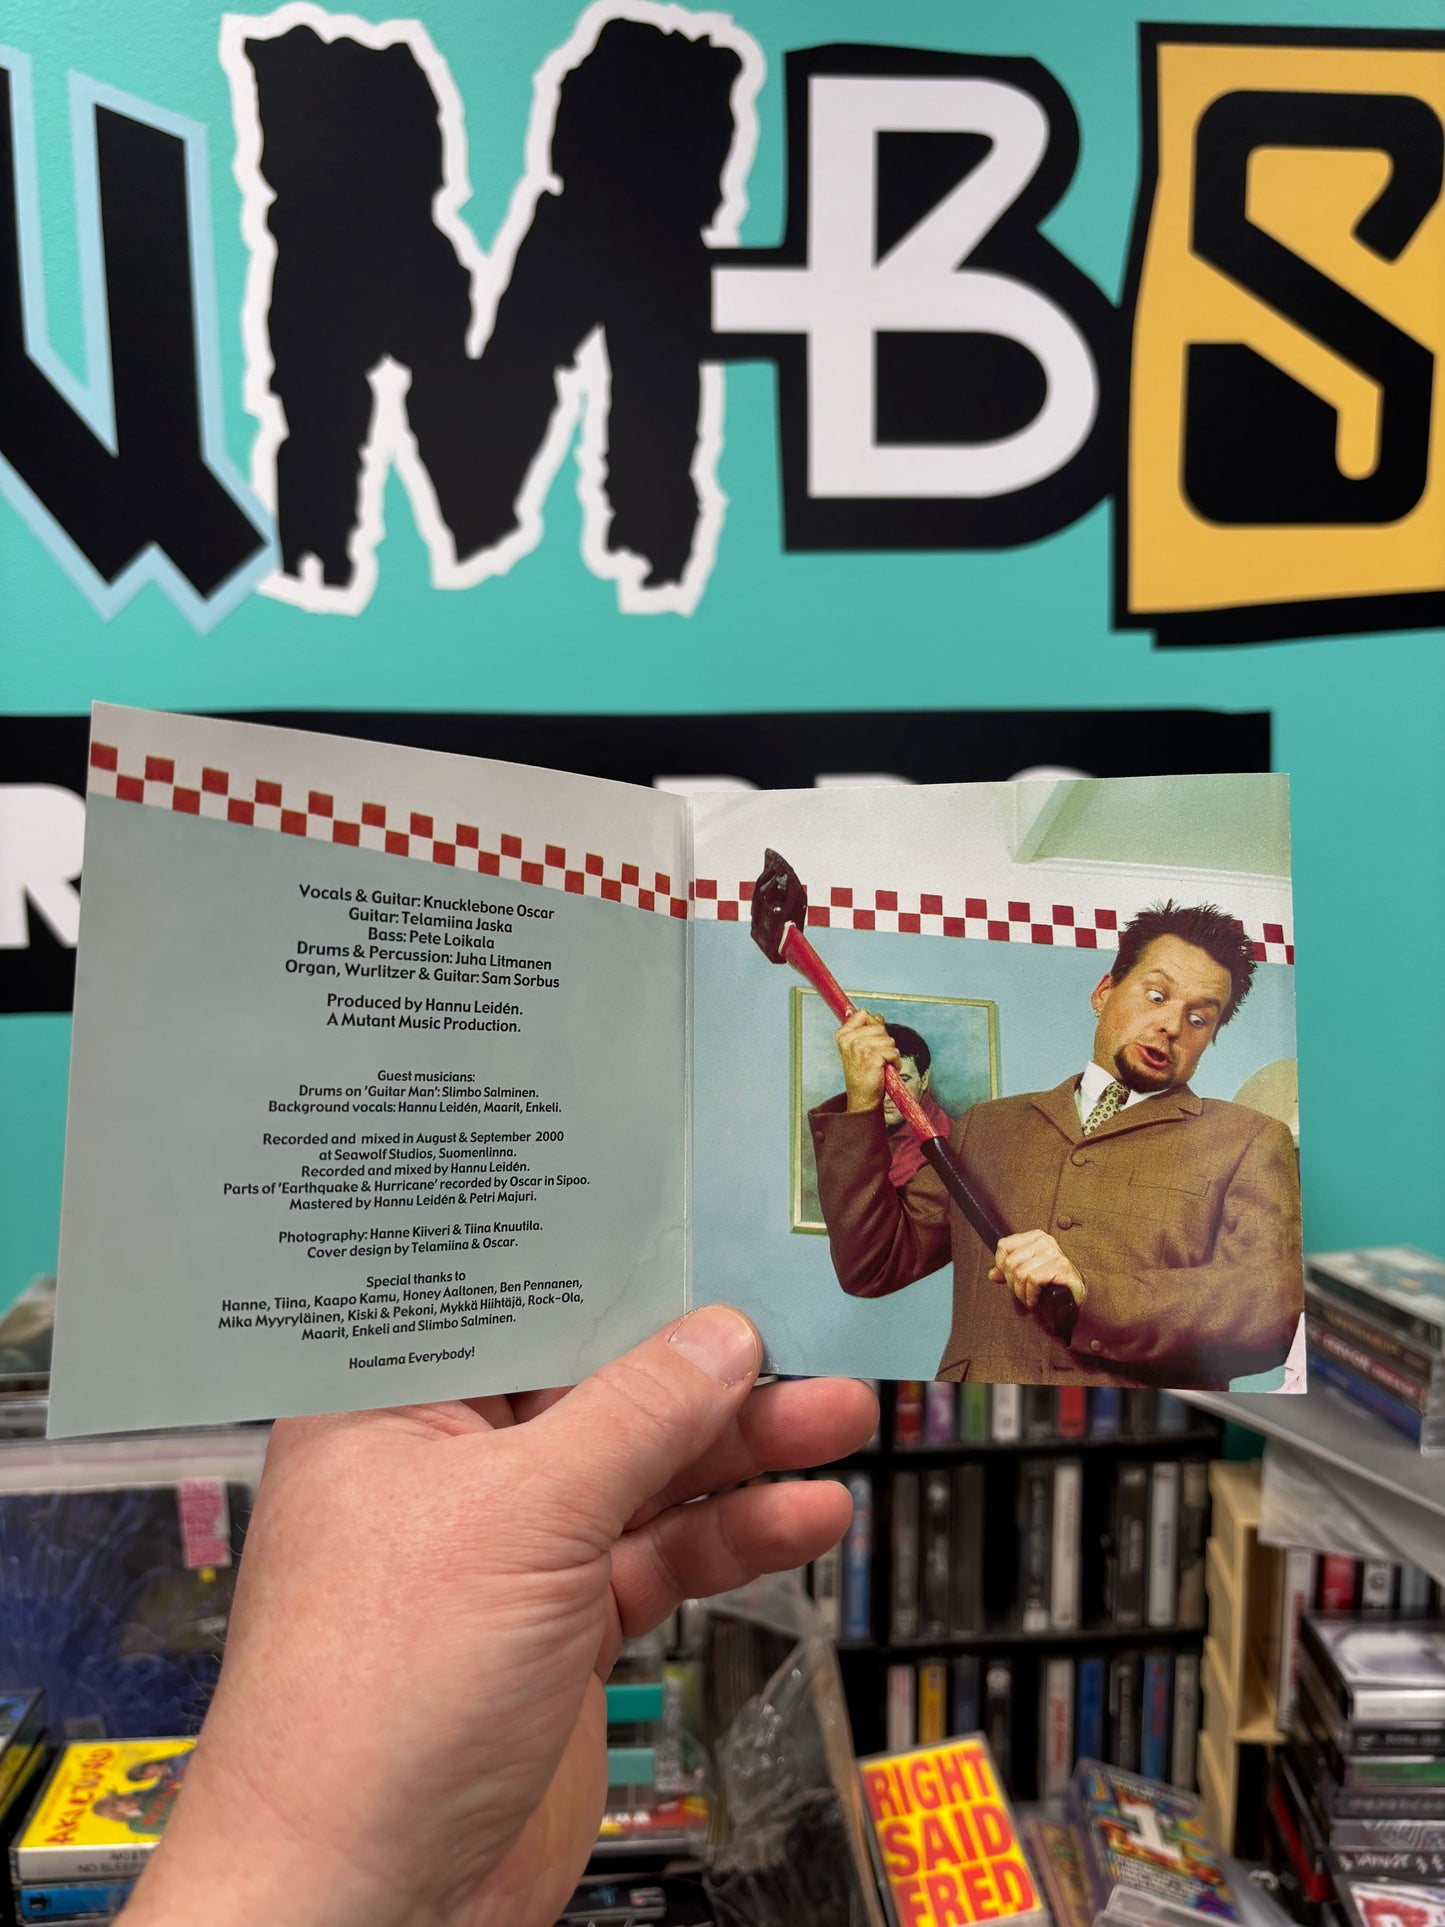 UMBS
R
Vocals & Guitar: Knucklebone Oscar
Guitar: Telamiina Jaska
Bass: Pete Loikala
Drums & Percussion: Juha Litmanen
Organ, Wurlitzer & Guitar: Sam Sorbus
Produced by Hannu Leidén.
A Mutant Music Production.
Guest musicians:
Drums on 'Guitar Man': Slimbo Salminen.
Background vocals: Hannu Leidén, Maarit, Enkeli.
Recorded and mixed in August & September 2000
at Seawolf Studios, Suomenlinna.
Recorded and mixed by Hannu Leidén.
Parts of 'Earthquake & Hurricane' recorded by Oscar in Sipoo.
Mastered by Hannu Leidén & Petri Majuri.
Photography: Hanne Kiiveri & Tiina Knuutila.
Cover design by Telamiina & Oscar.
Special thanks to
Hanne, Tiina, Kaapo Kamu, Honey Aaltonen, Ben Pennanen,
Mika Myyryläinen, Kiski & Pekoni, Mykkä Hiihtäjä, Rock-Ola,
Maarit, Enkeli and Slimbo Salminen.
Houlama Everybody!
RIGHT
SAID
FRED